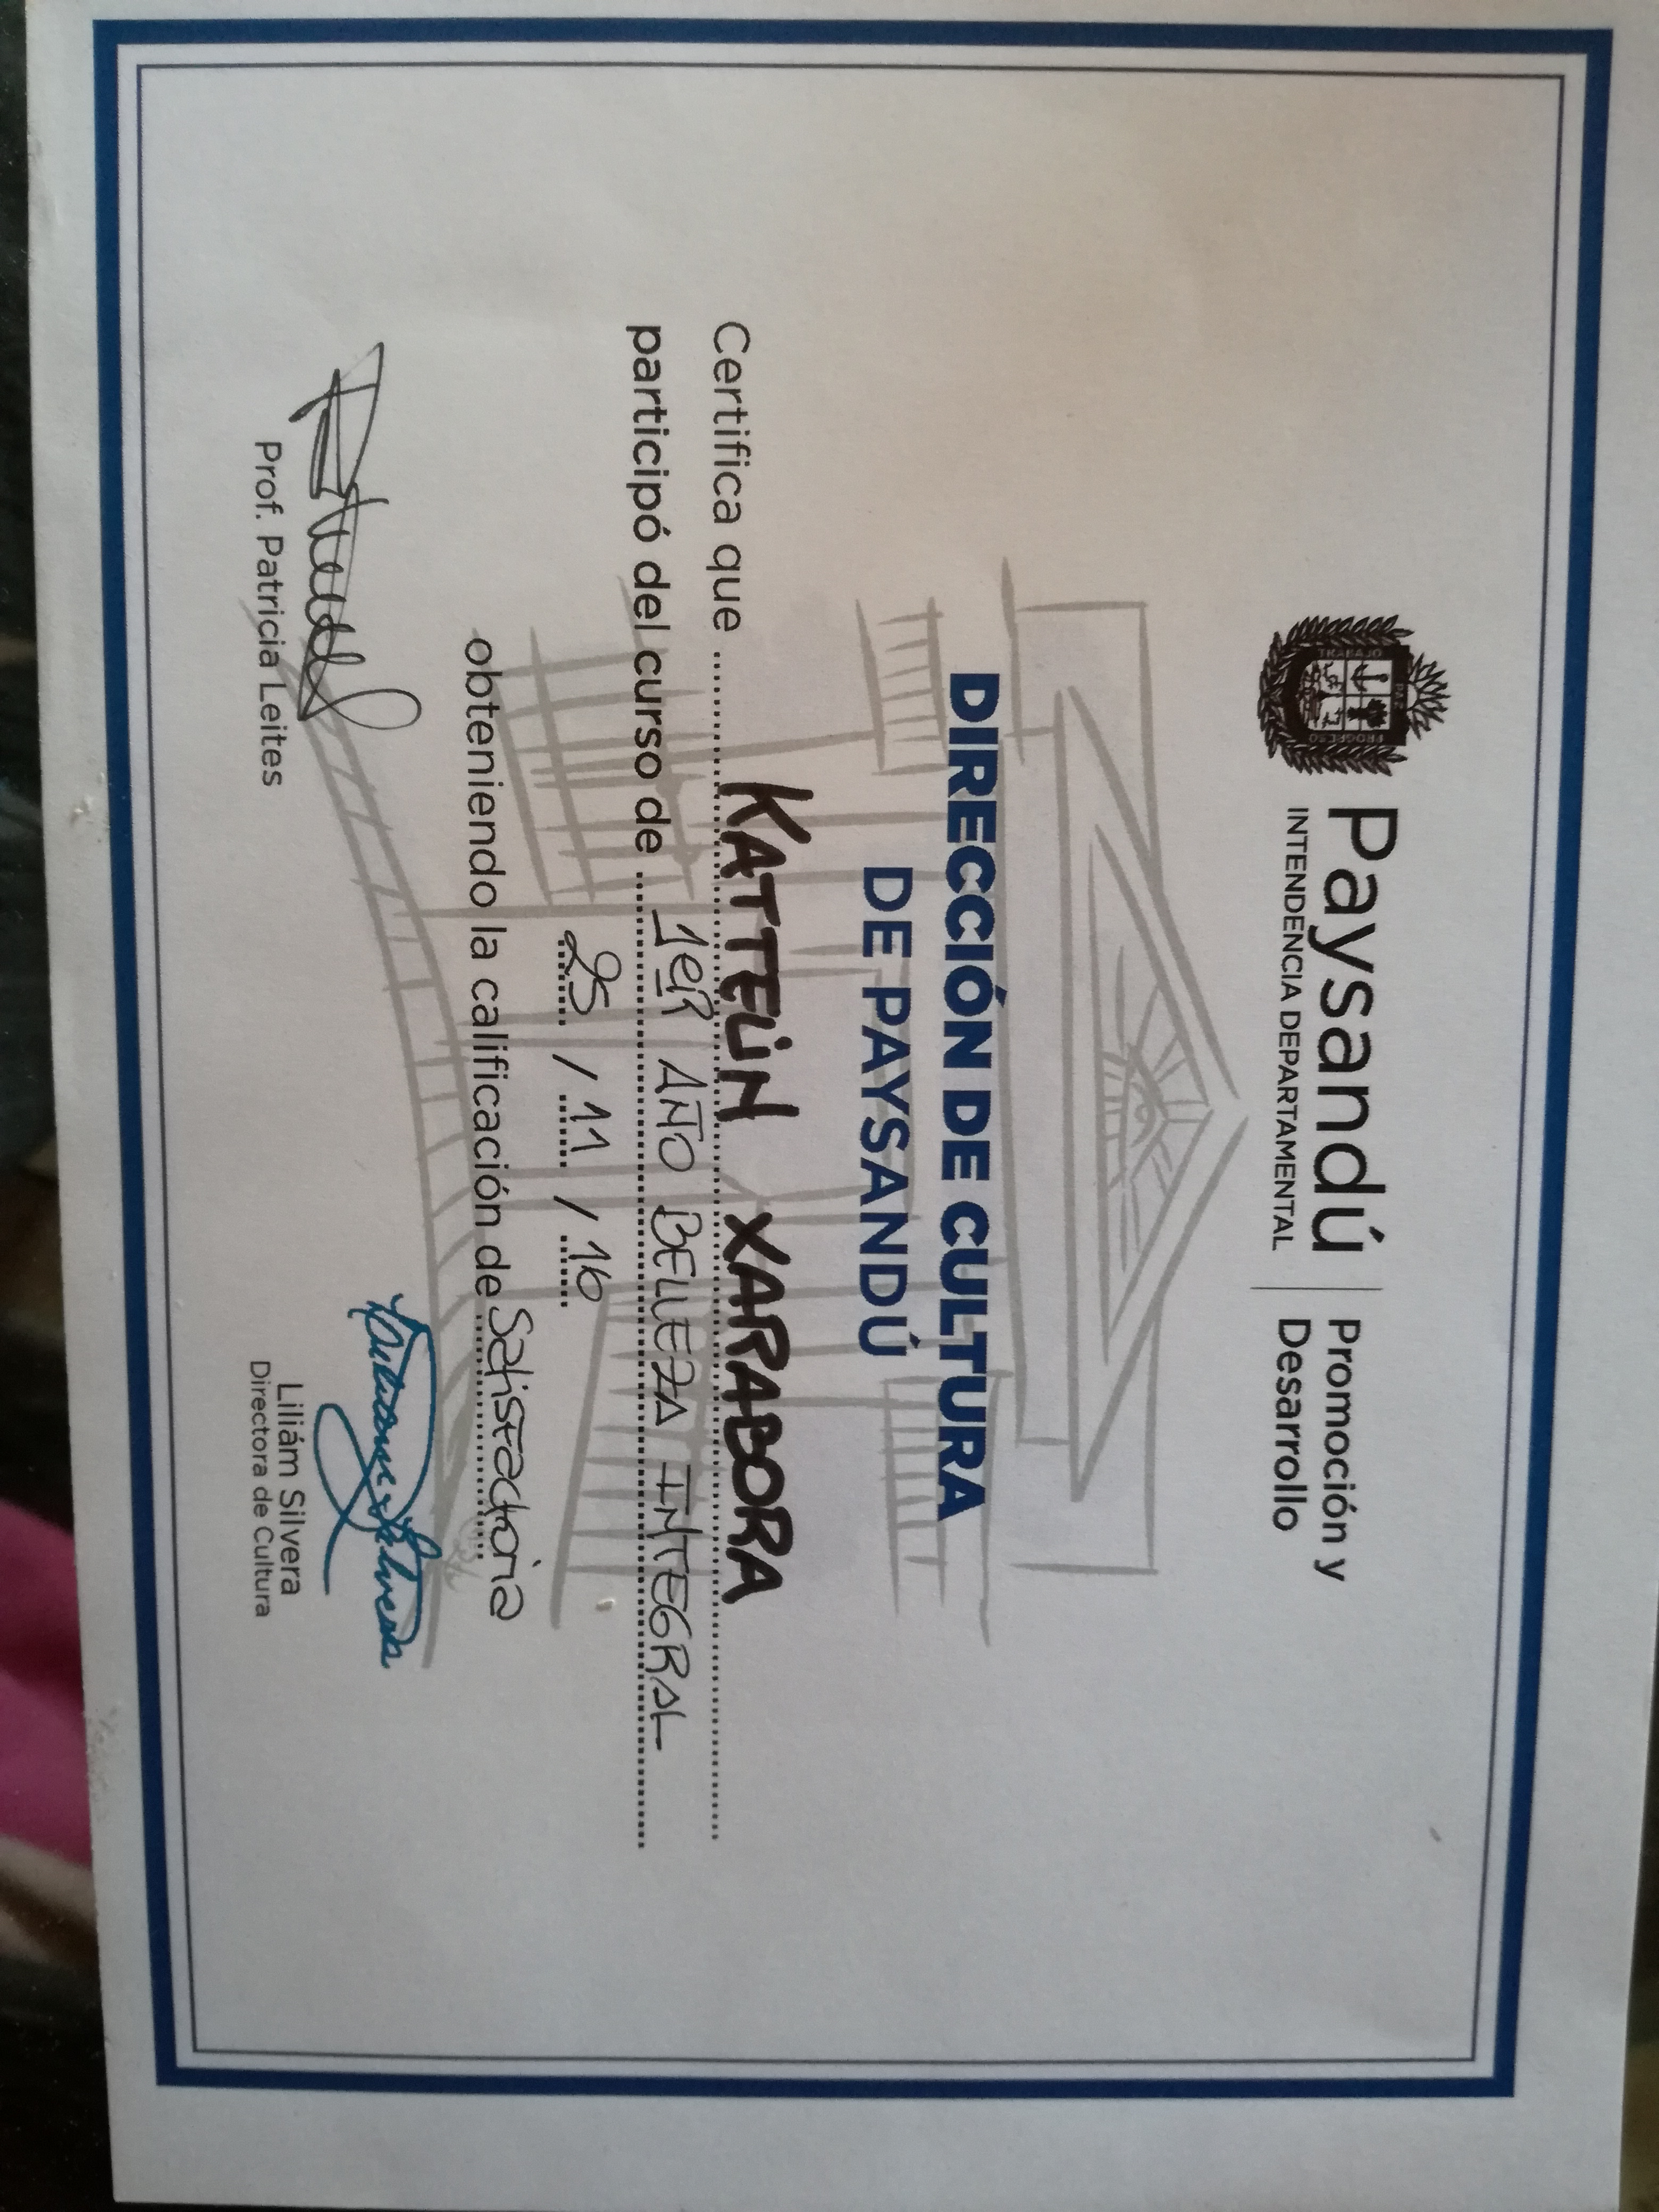 TRABAJO
PROGRESO
Paysandú
INTENDENCIA DEPARTAMENTAL
Promoción y
Desarrollo
DIRECCIÓN DE CULTURA
DE PAYSANDÚ
Certifica que KATTELIN XARABORA
participó del curso de 1er AÑO BELLEZA INTEGRAL
25 / 11 / 16
obteniendo la calificación de Satisfactoria
Prof. Patricia Leites
Liliám Silvera
Directora de Cultura